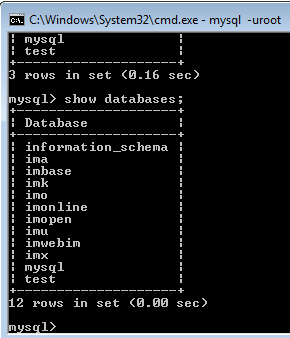 C:\Windows\System32\cmd.exe - mysql -uroot
| mysql |
| test |
+--------------------+
3 rows in set (0.16 sec)
mysql> show databases;
+--------------------+
| Database |
+--------------------+
| information_schema |
| ima |
| imbase |
| imk |
| imo |
| imonline |
| imopen |
| imu |
| imwebim |
| imx |
| mysql |
| test |
+--------------------+
12 rows in set (0.00 sec)
mysql>